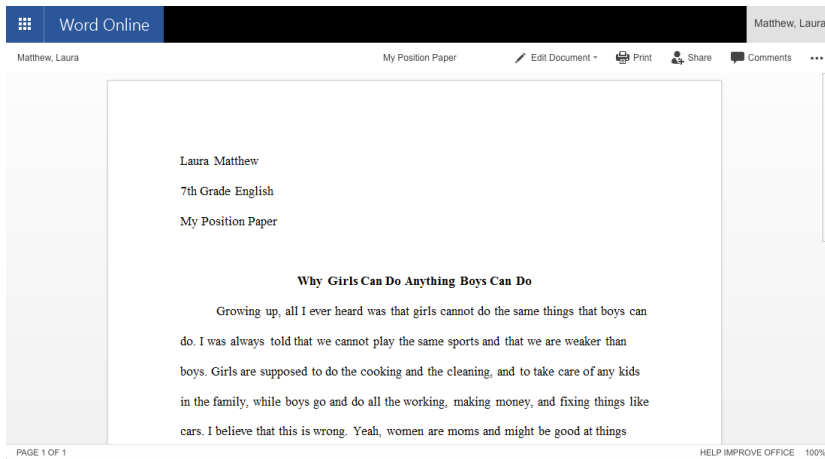 Word Online Matthew, Laura
Matthew, Laura My Position Paper Edit Document Print Share Comments ...
Laura Matthew
7th Grade English
My Position Paper
Why Girls Can Do Anything Boys Can Do
Growing up, all I ever heard was that girls cannot do the same things that boys can
do. I was always told that we cannot play the same sports and that we are weaker than
boys. Girls are supposed to do the cooking and the cleaning, and to take care of any kids
in the family, while boys go and do all the working, making money, and fixing things like
cars. I believe that this is wrong. Yeah, women are moms and might be good at things
PAGE 1 OF 1 HELP IMPROVE OFFICE 100%